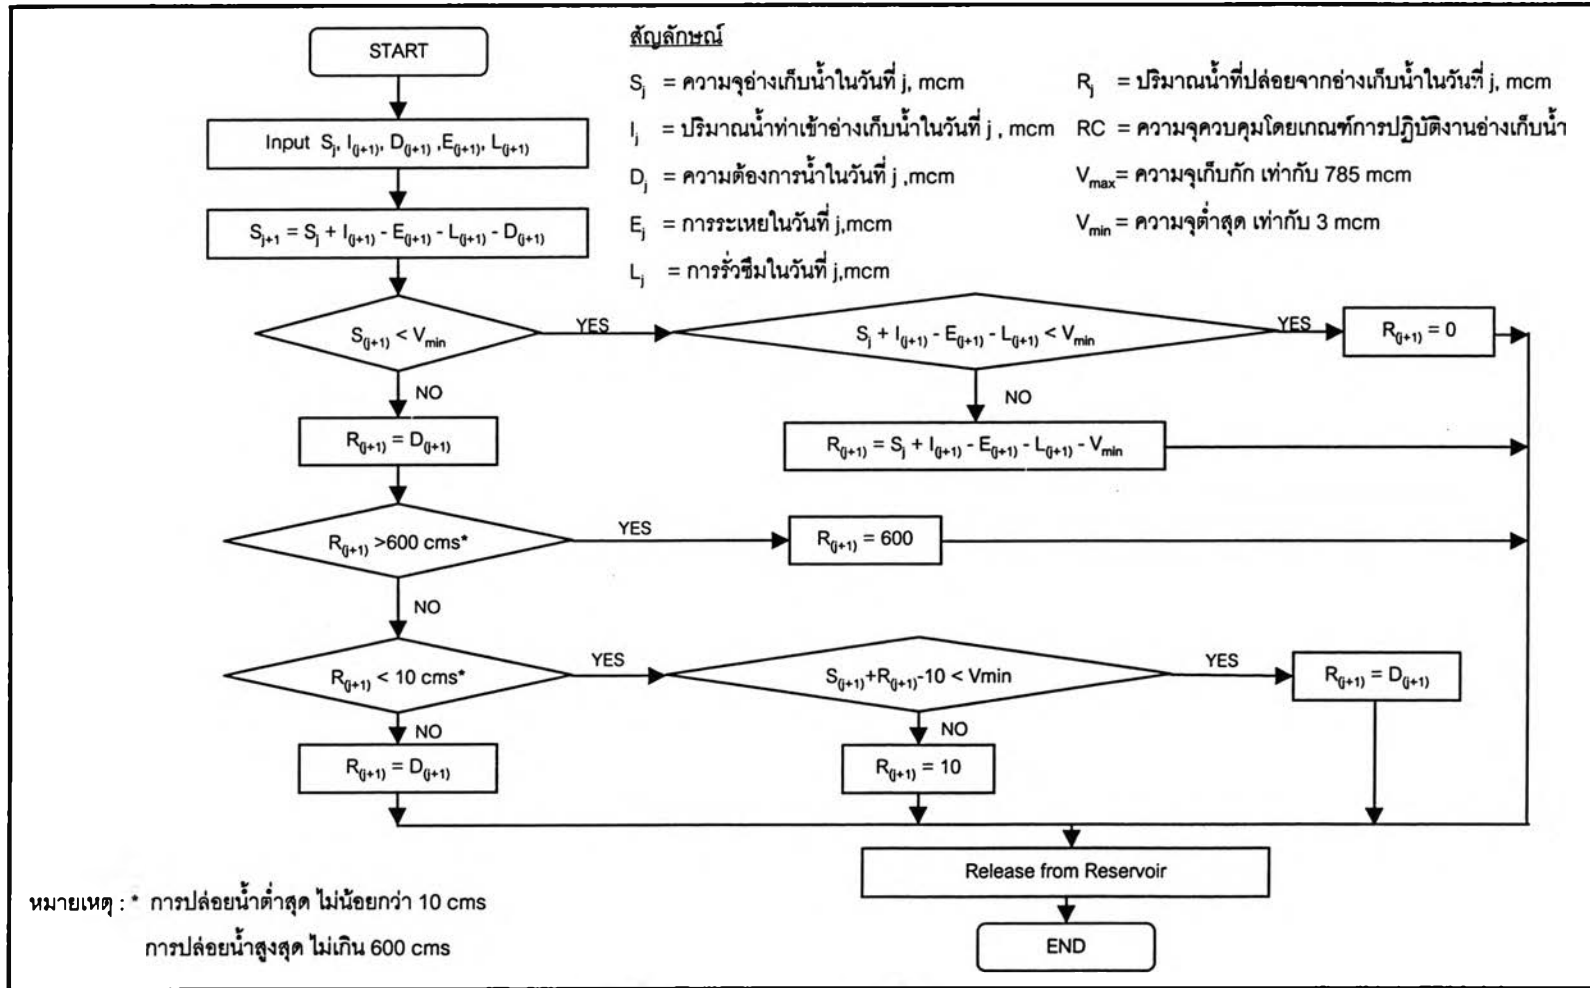 START
สัญลักษณ์
S_j = ความจุอ่างเก็บน้ำในวันที่ j, mcm
R_j = ปริมาณน้ำที่ปล่อยจากอ่างเก็บน้ำในวันที่ j, mcm
Input S_j, I_(j+1), D_(j+1) ,E_(j+1), L_(j+1)
I_j = ปริมาณน้ำท่าเข้าอ่างเก็บน้ำในวันที่ j , mcm
RC = ความจุควบคุมโดยเกณฑ์การปฏิบัติงานอ่างเก็บน้ำ
D_j = ความต้องการน้ำในวันที่ j ,mcm
V_max= ความจุเก็บกัก เท่ากับ 785 mcm
S_j+1 = S_j + I_(j+1) - E_(j+1) - L_(j+1) - D_(j+1)
E_j = การระเหยในวันที่ j,mcm
V_min = ความจุต่ำสุด เท่ากับ 3 mcm
L_j = การรั่วซึมในวันที่ j,mcm
S_(j+1) < V_min
YES
S_j + I_(j+1) - E_(j+1) - L_(j+1) < V_min
YES
R_(j+1) = 0
NO
NO
R_(j+1) = D_(j+1)
R_(j+1) = S_j + I_(j+1) - E_(j+1) - L_(j+1) - V_min
R_(j+1) >600 cms*
YES
R_(j+1) = 600
NO
R_(j+1) < 10 cms*
YES
S_(j+1)+R_(j+1)-10 < Vmin
YES
R_(j+1) = D_(j+1)
NO
NO
R_(j+1) = D_(j+1)
R_(j+1) = 10
Release from Reservoir
หมายเหตุ : * การปล่อยน้ำต่ำสุด ไม่น้อยกว่า 10 cms
การปล่อยน้ำสูงสุด ไม่เกิน 600 cms
END